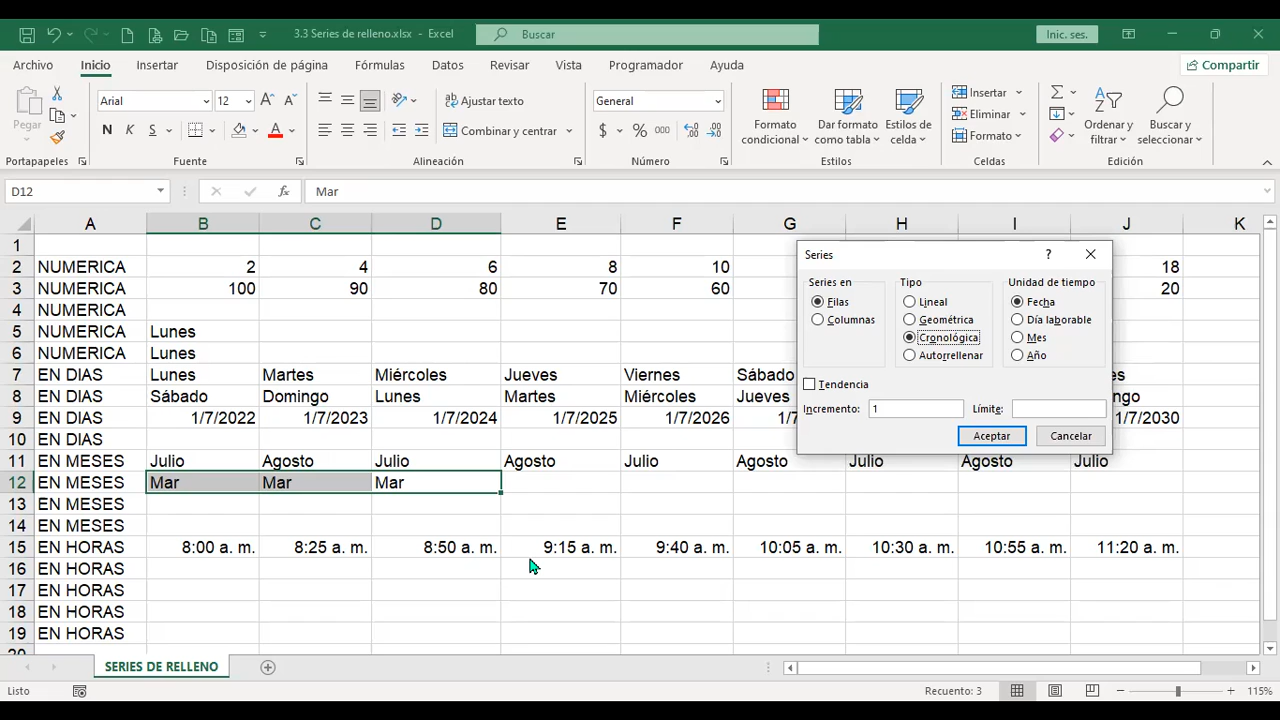 3.3 Series de relleno.xlsx - Excel
Buscar
Inic. ses.
Archivo Inicio Insertar Disposición de página Fórmulas Datos Revisar Vista Programador Ayuda
Compartir
Pegar
Arial 12
N K S
Ajustar texto
Combinar y centrar
General
$ % 000
Formato condicional
Dar formato como tabla
Estilos de celda
Insertar
Eliminar
Formato
Ordenar y filtrar
Buscar y seleccionar
Portapapeles Fuente Alineación Número Estilos Celdas Edición
D12 fx Mar
A B C D E F G H I J K
1
2 NUMERICA 2 4 6 8 10 18
3 NUMERICA 100 90 80 70 60 20
4 NUMERICA
5 NUMERICA Lunes
6 NUMERICA Lunes
7 EN DIAS Lunes Martes Miércoles Jueves Viernes Sábado
8 EN DIAS Sábado Domingo Lunes Martes Miércoles Jueves
9 EN DIAS 1/7/2022 1/7/2023 1/7/2024 1/7/2025 1/7/2026 1/7/2030
10 EN DIAS
11 EN MESES Julio Agosto Julio Agosto Julio Agosto Julio Agosto Julio
12 EN MESES Mar Mar Mar
13 EN MESES
14 EN MESES
15 EN HORAS 8:00 a. m. 8:25 a. m. 8:50 a. m. 9:15 a. m. 9:40 a. m. 10:05 a. m. 10:30 a. m. 10:55 a. m. 11:20 a. m.
16 EN HORAS
17 EN HORAS
18 EN HORAS
19 EN HORAS
Series ?
Series en Tipo Unidad de tiempo
Filas Lineal Fecha
Columnas Geométrica Día laborable
Cronológica Mes
Autorrellenar Año
Tendencia
Incremento: 1 Límite:
Aceptar Cancelar
SERIES DE RELLENO
Listo Recuento: 3 115%